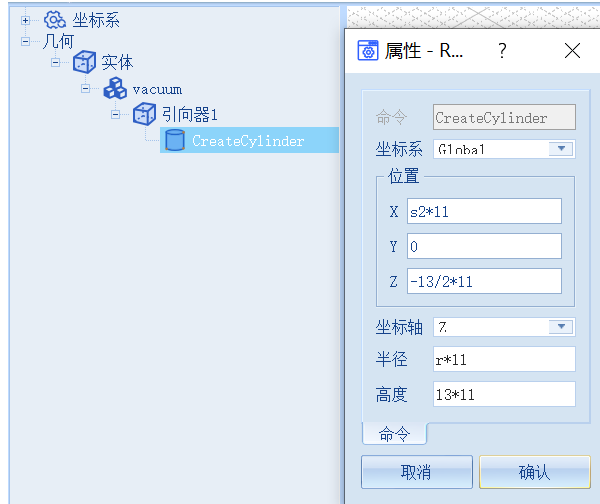 坐标系
几何
实体
vacuum
引向器1
CreateCylinder
属性 - R...
?
命令 CreateCylinder
坐标系 Global
位置
X s2*11
Y 0
Z -13/2*11
坐标轴 Z
半径 r*11
高度 13*11
命令
取消 确认